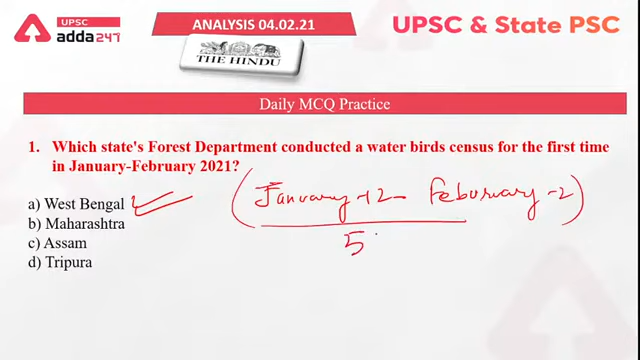 UPSC
adda247
ANALYSIS 04.02.21
THE HINDU
UPSC & State PSC
Daily MCQ Practice
1. Which state's Forest Department conducted a water birds census for the first time
in January-February 2021?
a) West Bengal
b) Maharashtra
c) Assam
d) Tripura
(January-12- Feburuary-2)
5